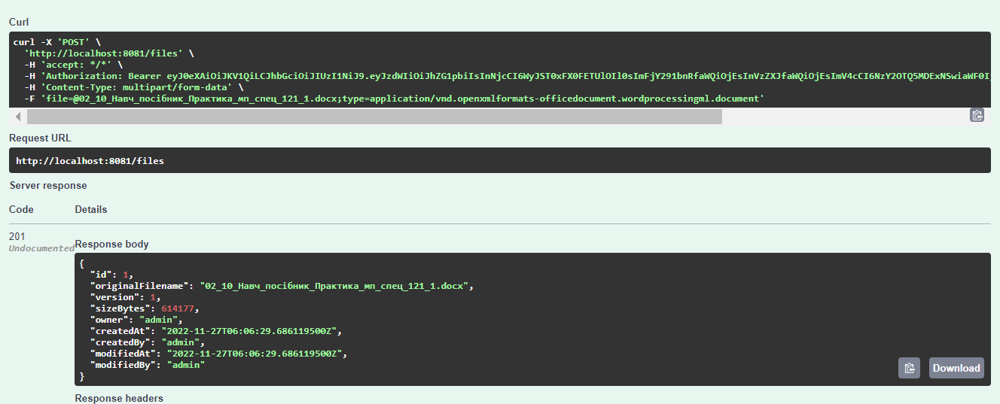 Curl
curl -X 'POST' \
'http://localhost:8081/files' \
-H 'accept: */*' \
-H 'Authorization: Bearer eyJ0eXAiOiJKV1QiLCJhbGciOiJIUzI1NiJ9.eyJzdWIiOiJhZG1pbiIsInNjcCI6WyJST0xFX0FETUlOIl0sImFjY291bnRfaWQiOjEsInVzZXJfaWQiOjEsImV4cCI6NzY2OTQ5MDExNSwiaWF0Ij
-H 'Content-Type: multipart/form-data' \
-F 'file=@02_10_Навч_посібник_Практика_мп_спец_121_1.docx;type=application/vnd.openxmlformats-officedocument.wordprocessingml.document'
Request URL
http://localhost:8081/files
Server response
Code Details
201
Undocumented
Response body
{
"id": 1,
"originalFilename": "02_10_Навч_посібник_Практика_мп_спец_121_1.docx",
"version": 1,
"sizeBytes": 614177,
"owner": "admin",
"createdAt": "2022-11-27T06:06:29.686119500Z",
"createdBy": "admin",
"modifiedAt": "2022-11-27T06:06:29.686119500Z",
"modifiedBy": "admin"
}
Download
Response headers